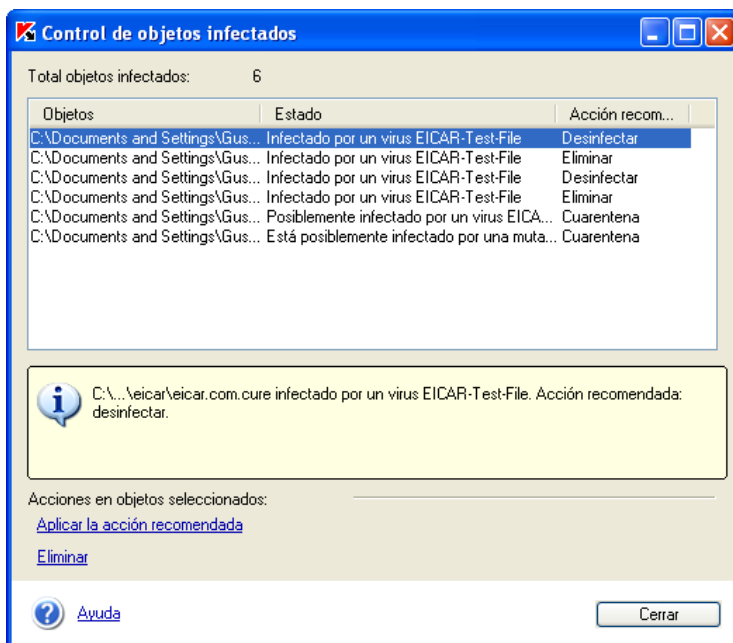 Control de objetos infectados
Total objetos infectados: 6
Objetos Estado Acción recom...
C:\Documents and Settings\Gus... Infectado por un virus EICAR-Test-File Desinfectar
C:\Documents and Settings\Gus... Infectado por un virus EICAR-Test-File Eliminar
C:\Documents and Settings\Gus... Infectado por un virus EICAR-Test-File Desinfectar
C:\Documents and Settings\Gus... Infectado por un virus EICAR-Test-File Eliminar
C:\Documents and Settings\Gus... Posiblemente infectado por un virus EICA... Cuarentena
C:\Documents and Settings\Gus... Está posiblemente infectado por una muta... Cuarentena
C:\...\eicar\eicar.com.cure infectado por un virus EICAR-Test-File. Acción recomendada:
desinfectar.
Acciones en objetos seleccionados:
Aplicar la acción recomendada
Eliminar
Ayuda
Cerrar